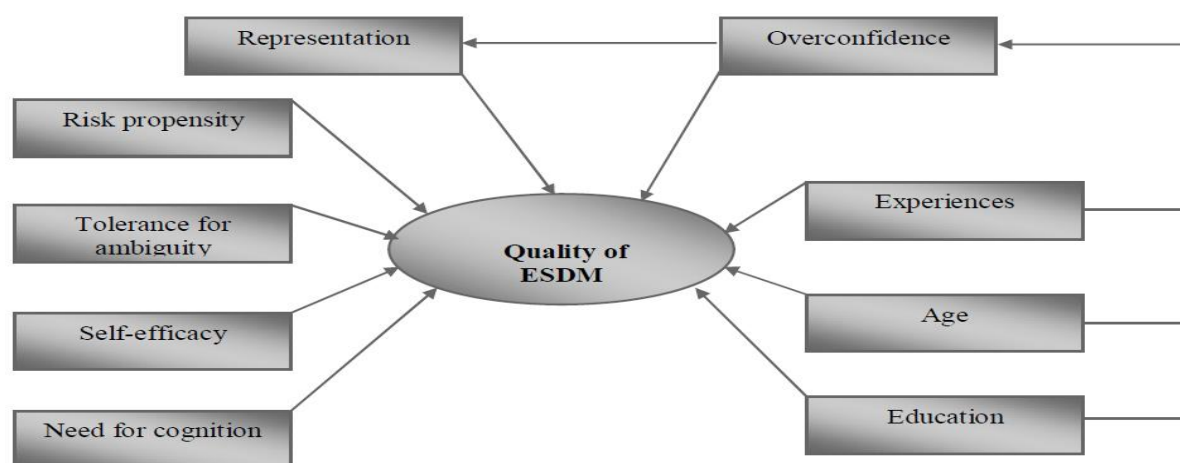 Representation
Overconfidence
Risk propensity
Tolerance for
ambiguity
Experiences
Quality of
ESDM
Self-efficacy
Age
Need for cognition
Education